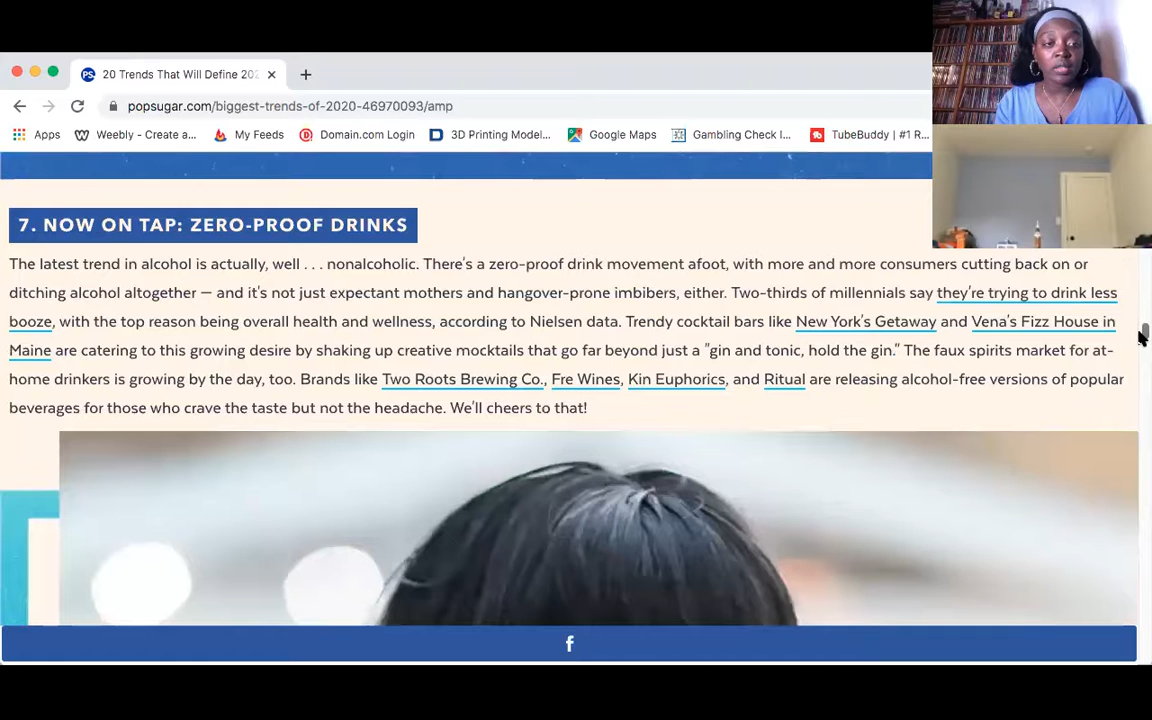 PS
20 Trends That Will Define 202
popsugar.com/biggest-trends-of-2020-46970093/amp
Apps
Weebly - Create a...
My Feeds
Domain.com Login
3D Printing Model...
Google Maps
Gambling Check I...
TubeBuddy | #1 R...
7. NOW ON TAP: ZERO-PROOF DRINKS
The latest trend in alcohol is actually, well . . . nonalcoholic. There's a zero-proof drink movement afoot, with more and more consumers cutting back on or
ditching alcohol altogether — and it's not just expectant mothers and hangover-prone imbibers, either. Two-thirds of millennials say they're trying to drink less
booze, with the top reason being overall health and wellness, according to Nielsen data. Trendy cocktail bars like New York's Getaway and Vena's Fizz House in
Maine are catering to this growing desire by shaking up creative mocktails that go far beyond just a "gin and tonic, hold the gin." The faux spirits market for at-
home drinkers is growing by the day, too. Brands like Two Roots Brewing Co., Fre Wines, Kin Euphorics, and Ritual are releasing alcohol-free versions of popular
beverages for those who crave the taste but not the headache. We'll cheers to that!
f